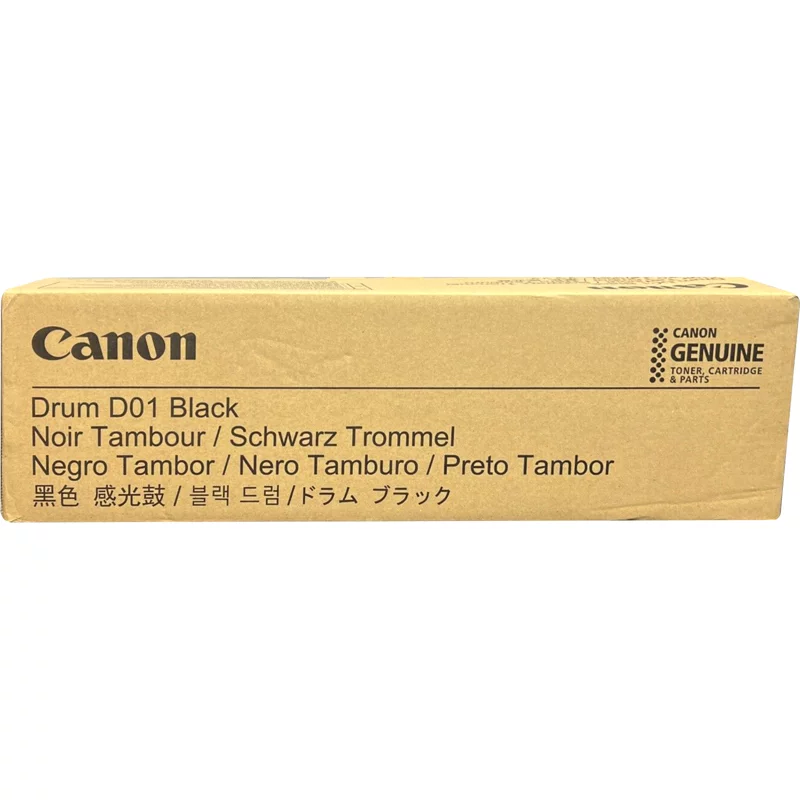 Canon
CANON
GENUINE
TONER, CARTRIDGE
& PARTS
Drum D01 Black
Noir Tambour / Schwarz Trommel
Negro Tambor / Nero Tamburo / Preto Tambor
黑色 感光鼓 / 블랙 드럼 / ドラム ブラック
Canon